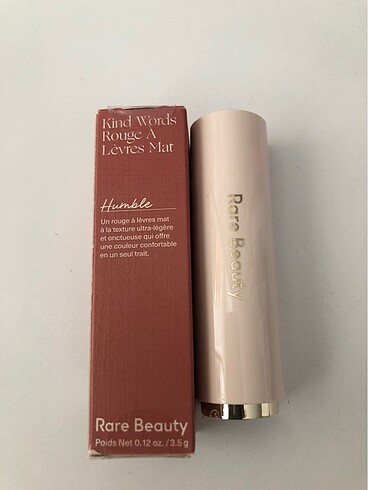 Kind Words
Rouge À
Lèvres Mat
Humble
Un rouge à lèvres mat
à la texture ultra-légère
et onctueuse qui offre
une couleur confortable
en un seul trait.
Rare Beauty
Poids Net 0.12 oz. / 3.5 g
Rare Beauty